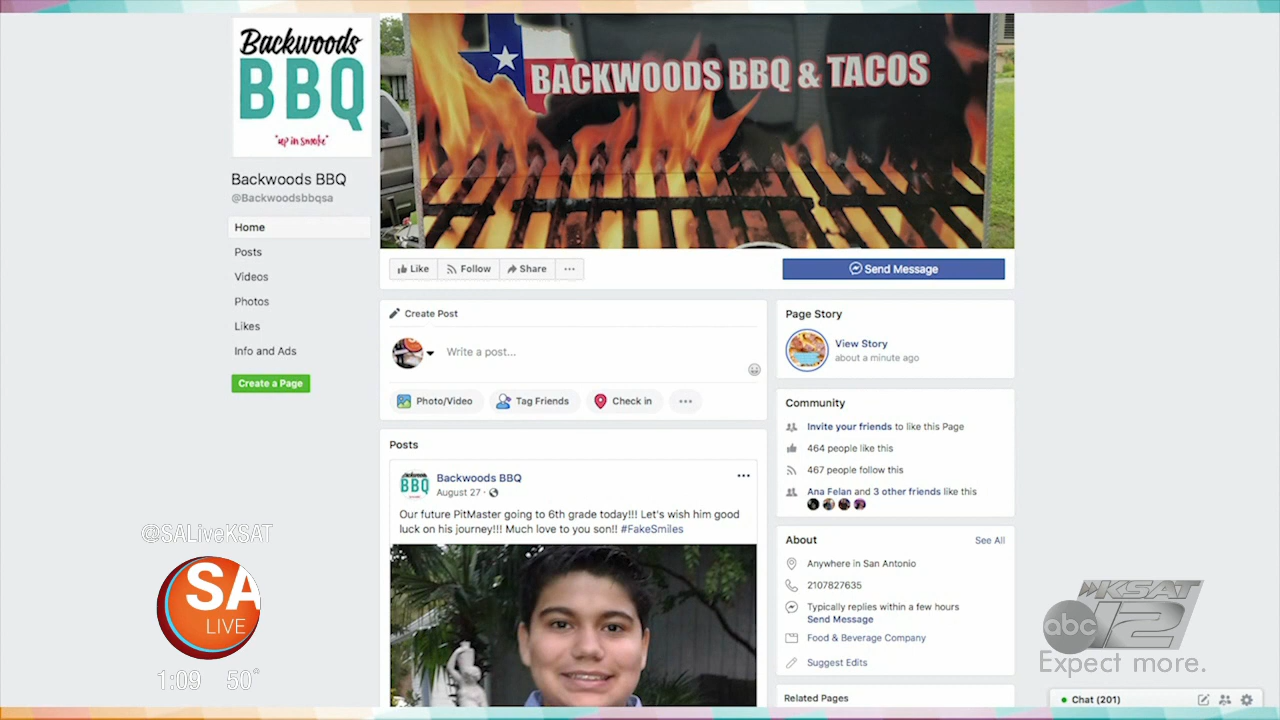 Backwoods
BBQ
"up in smoke"
BACKWOODS BBQ & TACOS
Backwoods BBQ
@Backwoodsbbqsa
Home
Posts
Videos
Photos
Likes
Info and Ads
Create a Page
Like
Follow
Share
...
Send Message
Create Post
Write a post...
Photo/Video
Tag Friends
Check in
...
Posts
Backwoods
BBQ
Backwoods BBQ
...
August 27 ·
Our future PitMaster going to 6th grade today!!! Let's wish him good
luck on his journey!!! Much love to you son!! #FakeSmiles
Page Story
View Story
about a minute ago
Community
Invite your friends to like this Page
464 people like this
467 people follow this
Ana Felan and 3 other friends like this
About
See All
Anywhere in San Antonio
2107827635
Typically replies within a few hours
Send Message
Food & Beverage Company
Suggest Edits
Related Pages
Chat (201)
@SALiveKSAT
SA
LIVE
1:09 50°
KSAT
abc 12
Expect more.